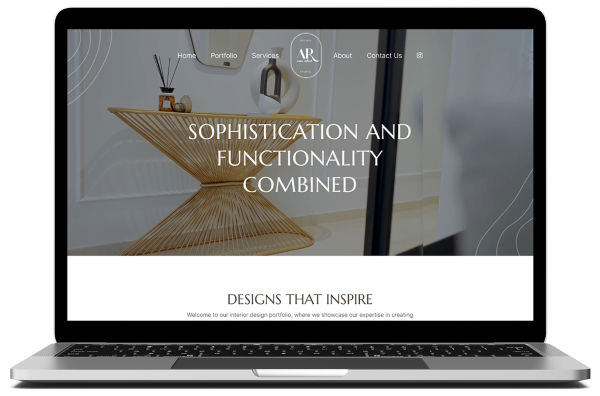 Home Portfolio Services AR About Contact Us
SOPHISTICATION AND
FUNCTIONALITY
COMBINED
DESIGNS THAT INSPIRE
Welcome to our interior design portfolio, where we showcase our expertise in creating